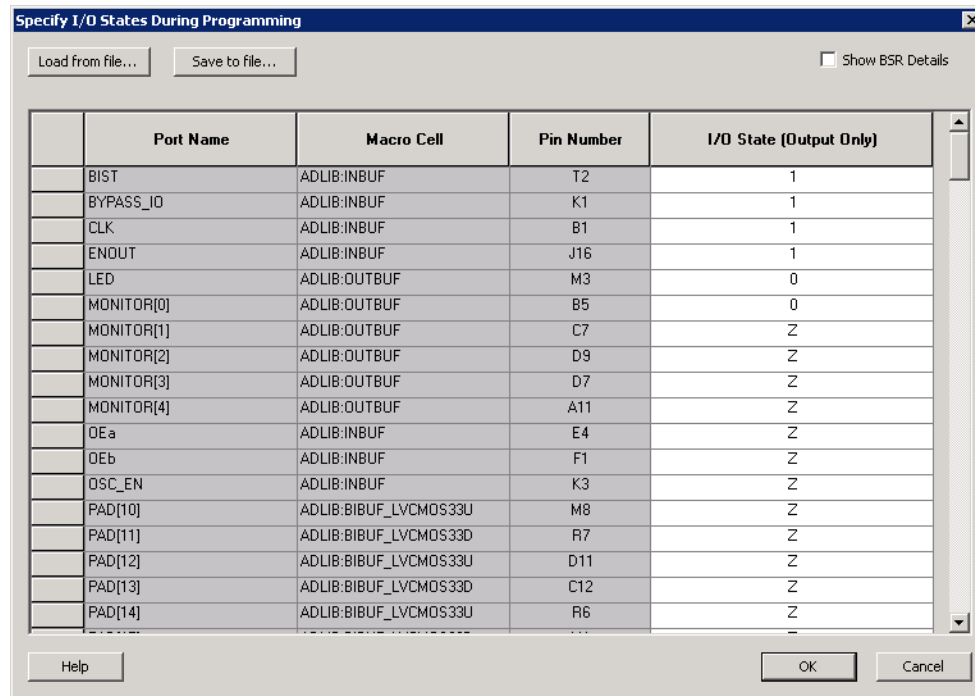 Specify I/O States During Programming
Load from file... Save to file... Show BSR Details
Port Name Macro Cell Pin Number I/O State (Output Only)
BIST ADLIB:INBUF T2 1
BYPASS_IO ADLIB:INBUF K1 1
CLK ADLIB:INBUF B1 1
ENOUT ADLIB:INBUF J16 1
LED ADLIB:OUTBUF M3 0
MONITOR[0] ADLIB:OUTBUF B5 0
MONITOR[1] ADLIB:OUTBUF C7 Z
MONITOR[2] ADLIB:OUTBUF D9 Z
MONITOR[3] ADLIB:OUTBUF D7 Z
MONITOR[4] ADLIB:OUTBUF A11 Z
OEa ADLIB:INBUF E4 Z
OEb ADLIB:INBUF F1 Z
OSC_EN ADLIB:INBUF K3 Z
PAD[10] ADLIB:BIBUF_LVCMOS33U M8 Z
PAD[11] ADLIB:BIBUF_LVCMOS33D R7 Z
PAD[12] ADLIB:BIBUF_LVCMOS33U D11 Z
PAD[13] ADLIB:BIBUF_LVCMOS33D C12 Z
PAD[14] ADLIB:BIBUF_LVCMOS33U R6 Z
Help OK Cancel